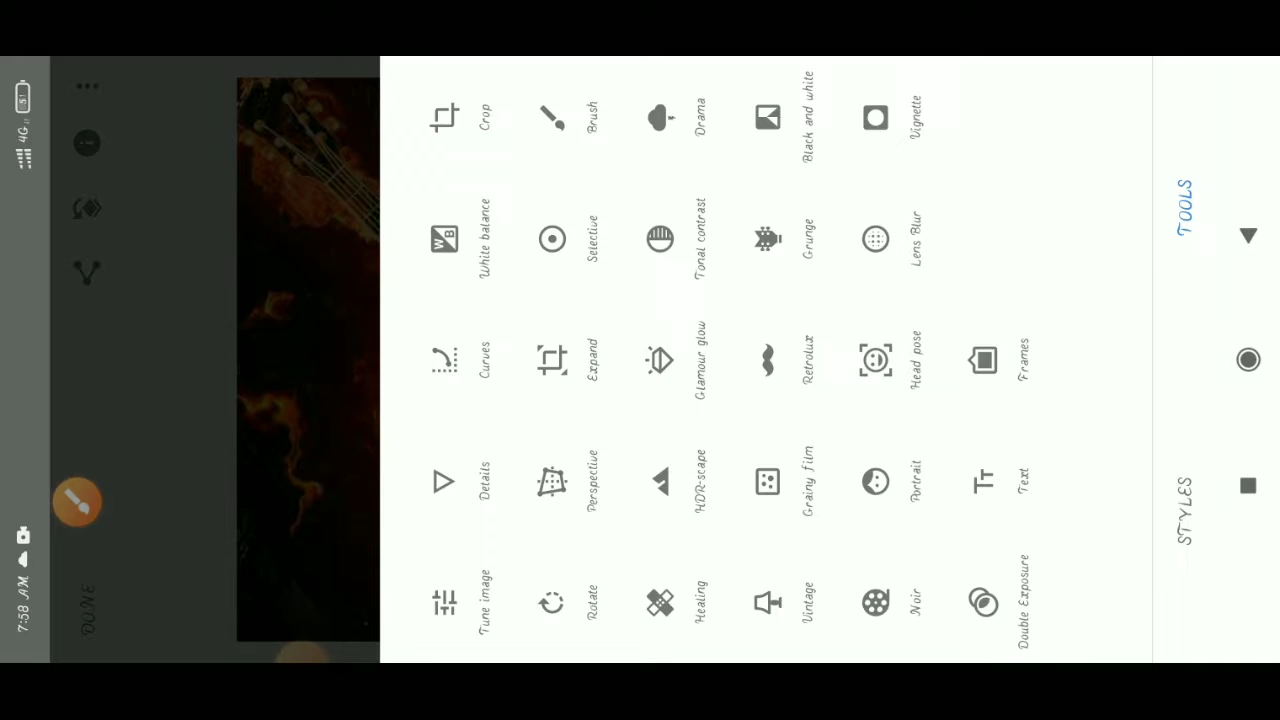 7:58 AM 4G 51
DONE
Tune image Details Curves White balance Crop
Rotate Perspective Expand Selective Brush
Healing HDR-scape Glamour glow Tonal contrast Drama
Vintage Grainy film Retrolux Grunge Black and white
Noir Portrait Head pose Lens Blur Vignette
Double Exposure Text Frames
STYLES TOOLS